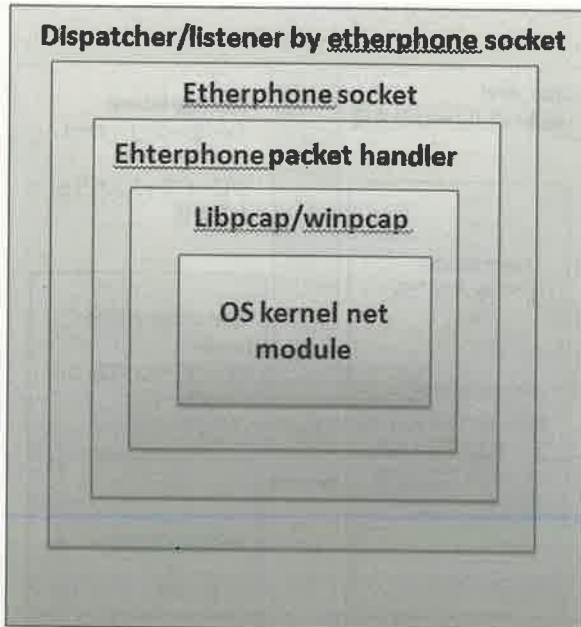 Dispatcher/listener by etherphone socket
Etherphone socket
Ehterphone packet handler
Libpcap/winpcap
OS kernel net
module